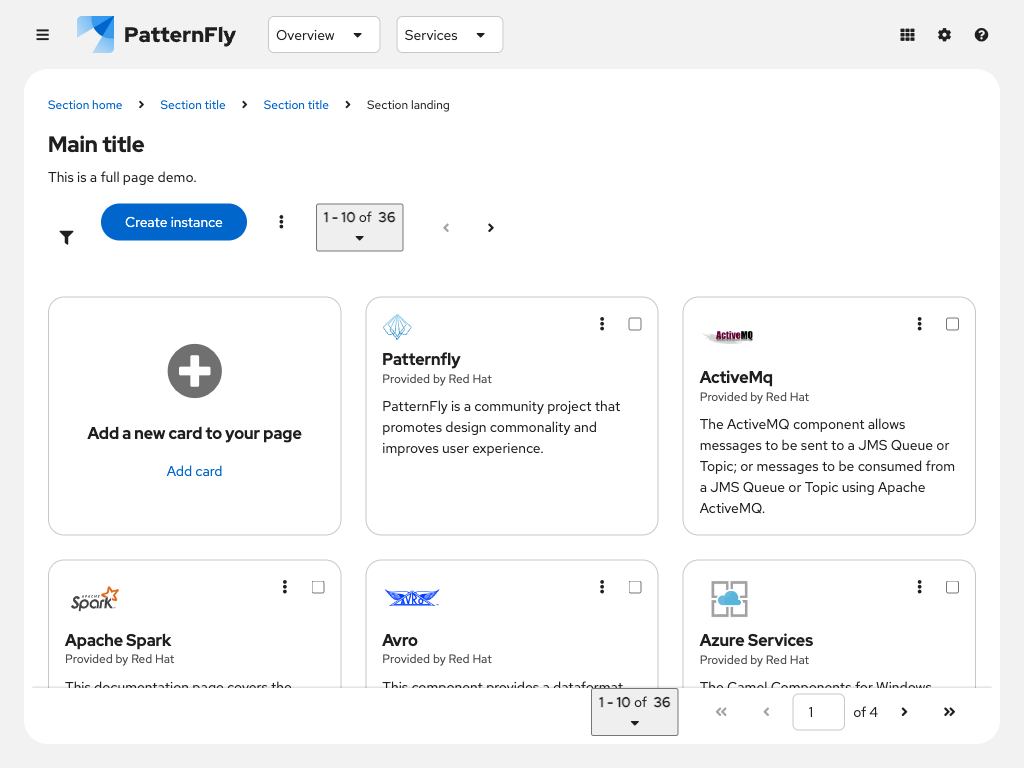 PatternFly
Overview
Services
Section home
Section title
Section title
Section landing
Main title
This is a full page demo.
Create instance
1 - 10 of 36
Add a new card to your page
Add card
Patternfly
Provided by Red Hat
PatternFly is a community project that
promotes design commonality and
improves user experience.
ActiveMQ
ActiveMq
Provided by Red Hat
The ActiveMQ component allows
messages to be sent to a JMS Queue or
Topic; or messages to be consumed from
a JMS Queue or Topic using Apache
ActiveMQ.
APACHE
Spark
Apache Spark
Provided by Red Hat
This documentation page covers the
AVRO
Avro
Provided by Red Hat
This component provides a dataformat
Azure Services
Provided by Red Hat
The Camel Components for Windows
1 - 10 of 36
1
of 4